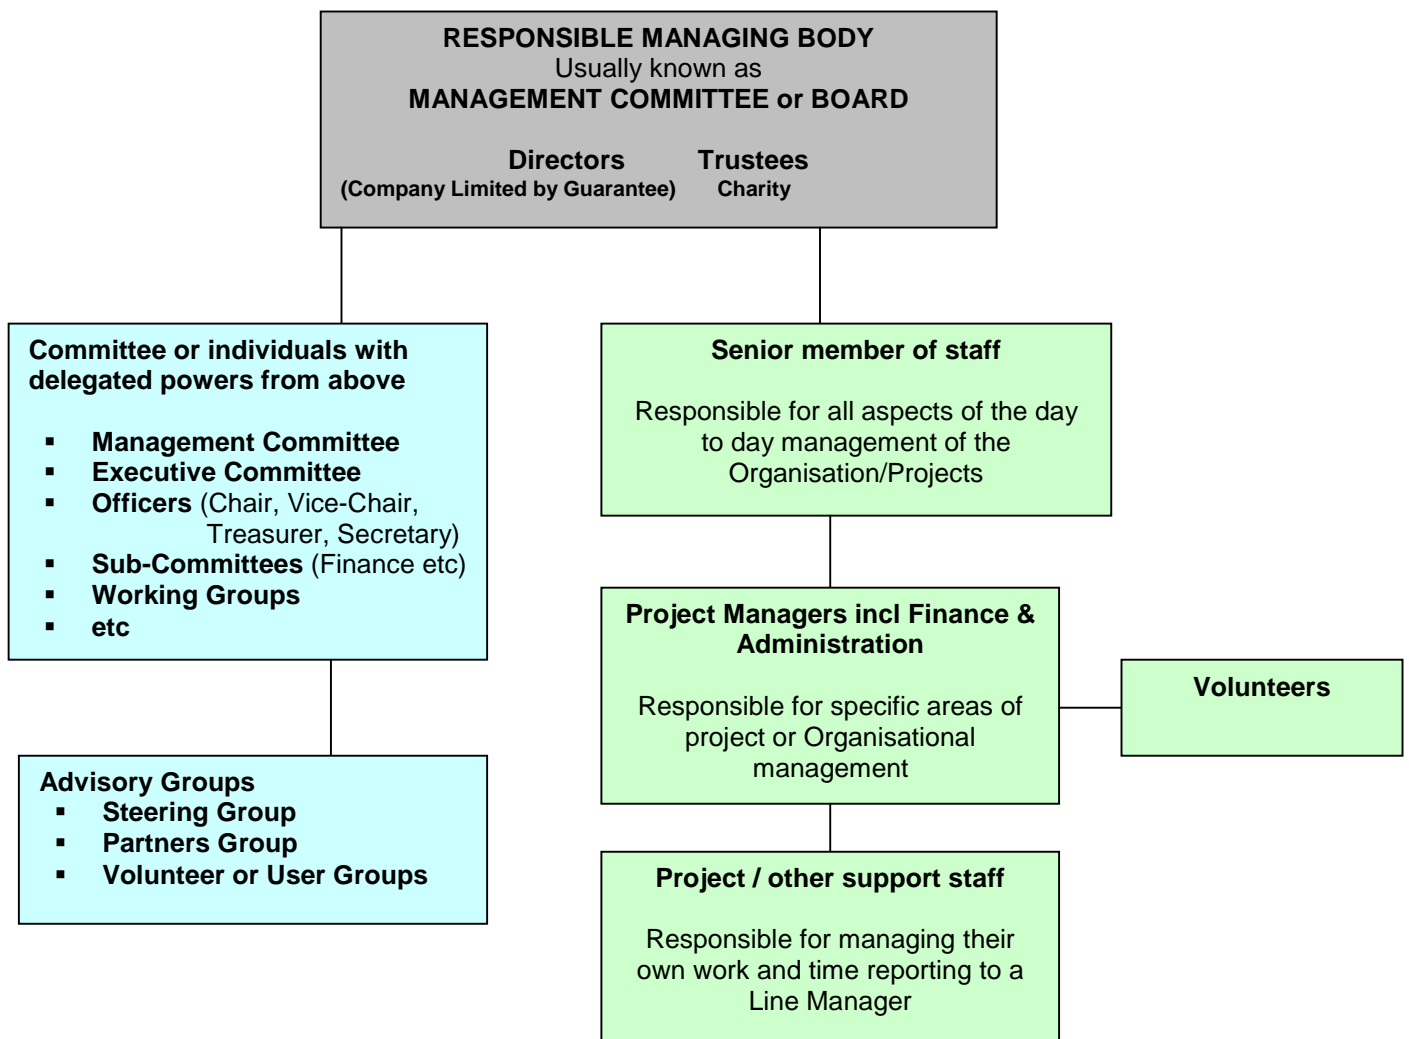 RESPONSIBLE MANAGING BODY
Usually known as
MANAGEMENT COMMITTEE or BOARD
Directors Trustees
(Company Limited by Guarantee) Charity
Committee or individuals with
delegated powers from above
▪ Management Committee
▪ Executive Committee
▪ Officers (Chair, Vice-Chair,
Treasurer, Secretary)
▪ Sub-Committees (Finance etc)
▪ Working Groups
▪ etc
Advisory Groups
▪ Steering Group
▪ Partners Group
▪ Volunteer or User Groups
Senior member of staff
Responsible for all aspects of the day
to day management of the
Organisation/Projects
Project Managers incl Finance &
Administration
Responsible for specific areas of
project or Organisational
management
Volunteers
Project / other support staff
Responsible for managing their
own work and time reporting to a
Line Manager